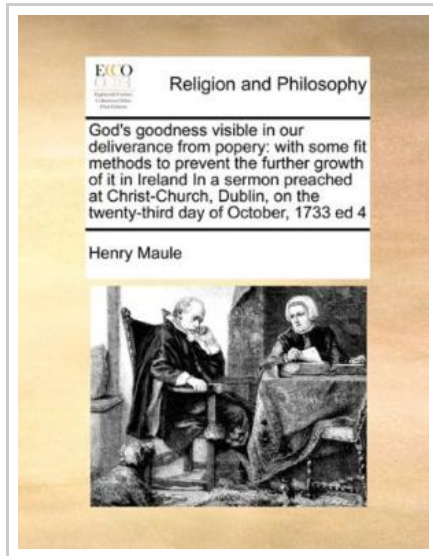 ECCO
Religion and Philosophy
God's goodness visible in our
deliverance from popery: with some fit
methods to prevent the further growth
of it in Ireland In a sermon preached
at Christ-Church, Dublin, on the
twenty-third day of October, 1733 ed 4
Henry Maule